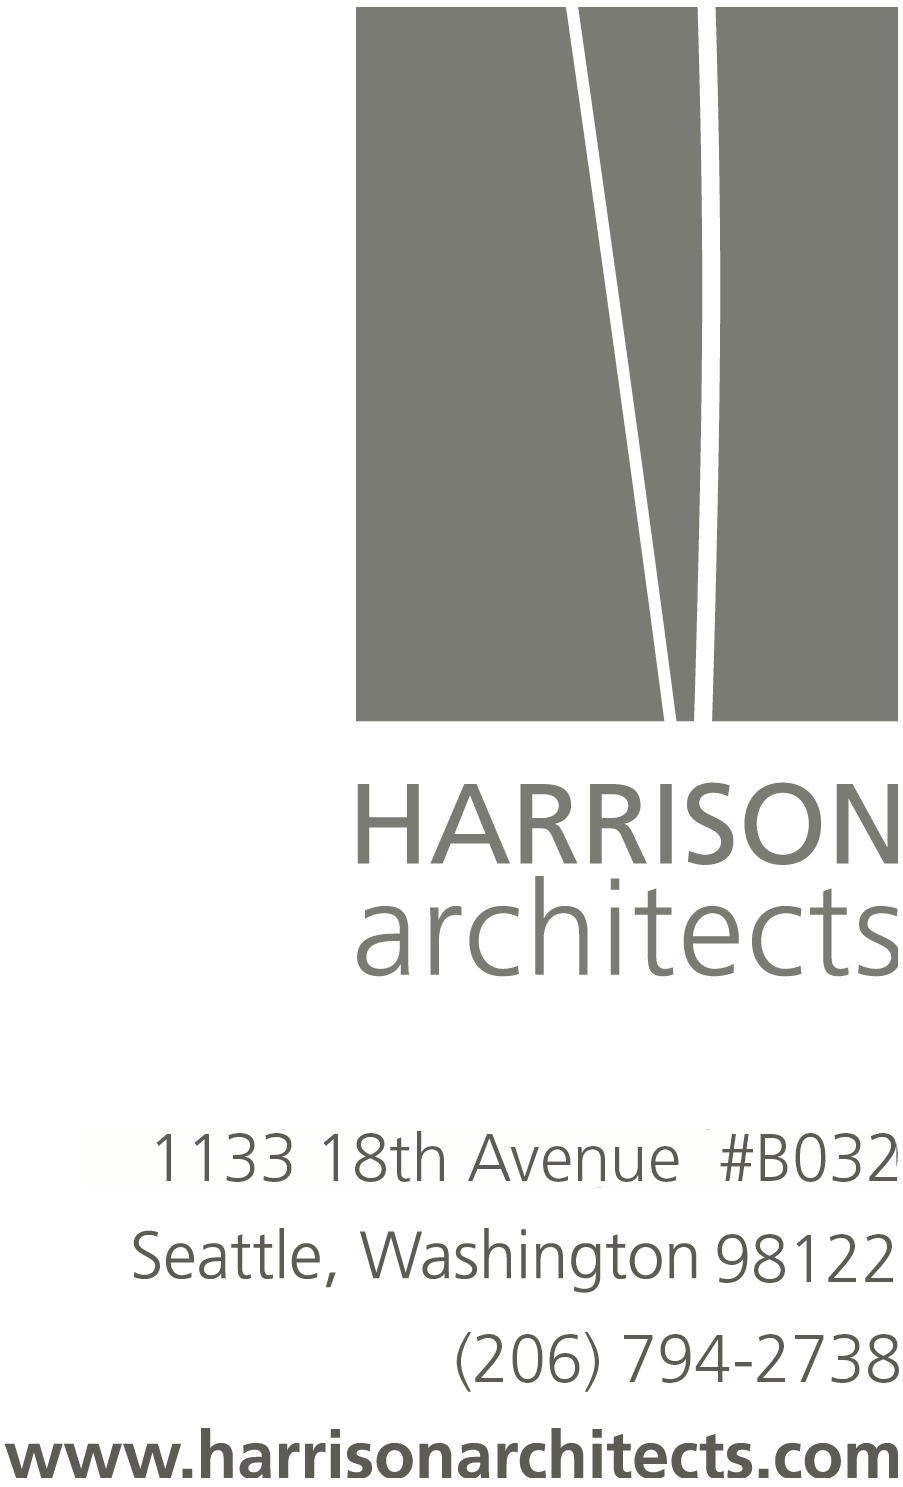 HARRISON
architects
1133 18th Avenue #B032
Seattle, Washington 98122
(206) 794-2738
www.harrisonarchitects.com